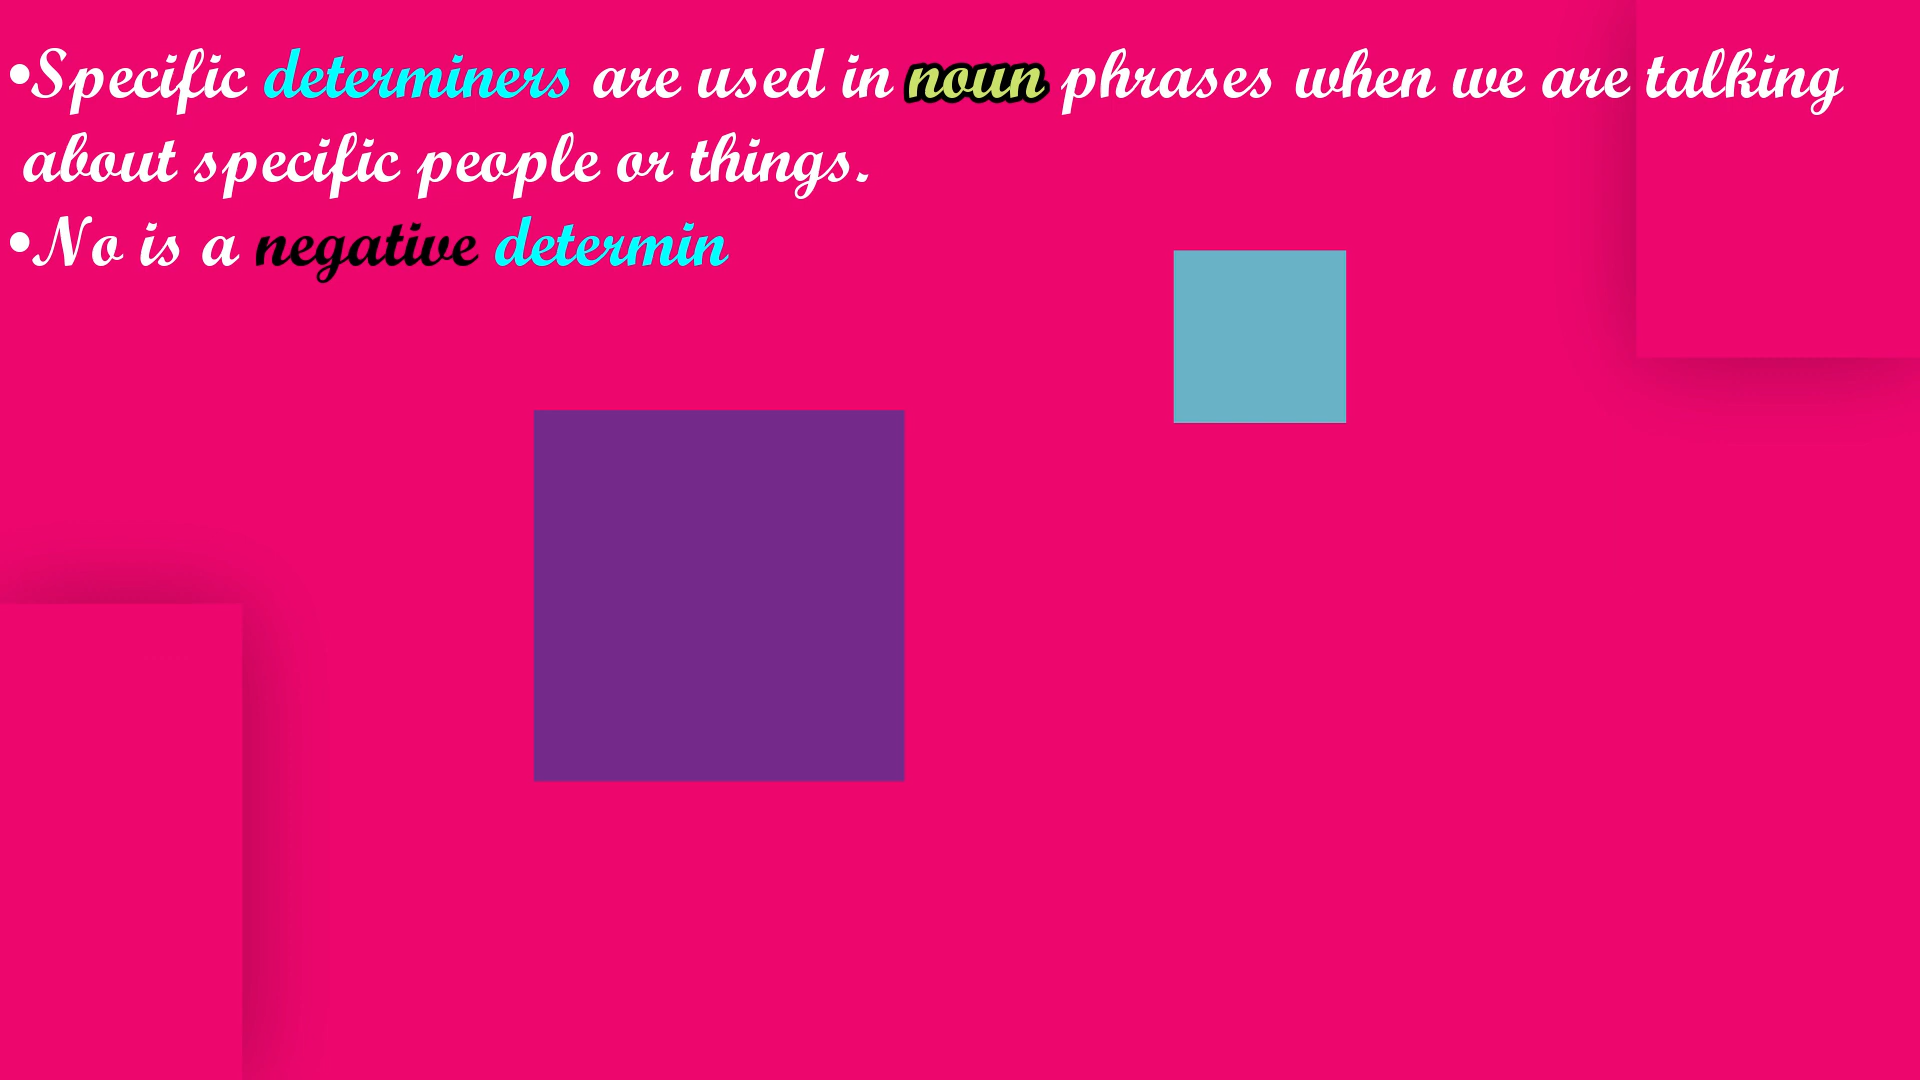 •Specific determiners are used in noun phrases when we are talking
about specific people or things.
•No is a negative determin